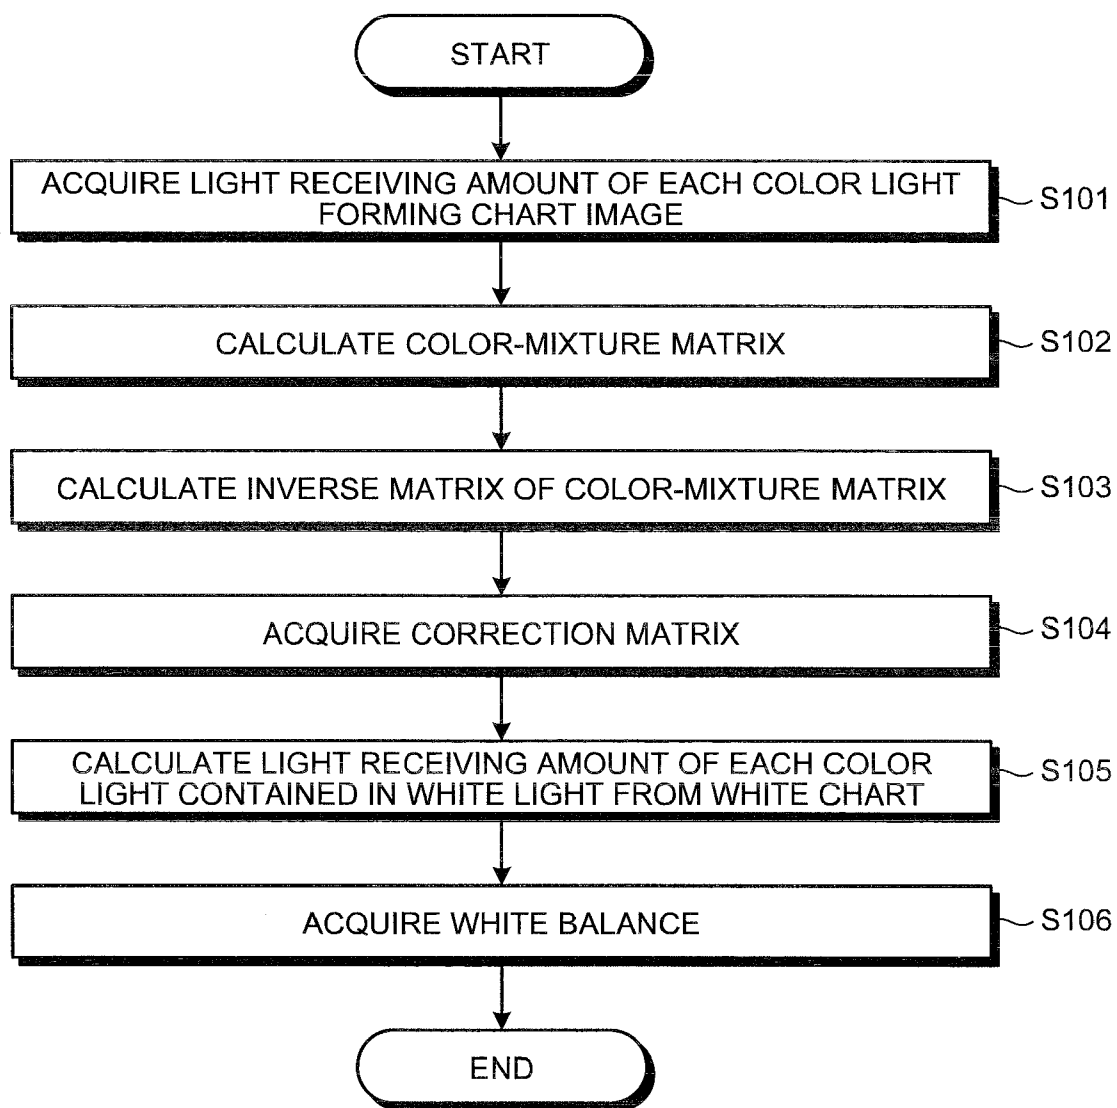 START
ACQUIRE LIGHT RECEIVING AMOUNT OF EACH COLOR LIGHT
FORMING CHART IMAGE
S101
CALCULATE COLOR-MIXTURE MATRIX
S102
CALCULATE INVERSE MATRIX OF COLOR-MIXTURE MATRIX
S103
ACQUIRE CORRECTION MATRIX
S104
CALCULATE LIGHT RECEIVING AMOUNT OF EACH COLOR
LIGHT CONTAINED IN WHITE LIGHT FROM WHITE CHART
S105
ACQUIRE WHITE BALANCE
S106
END